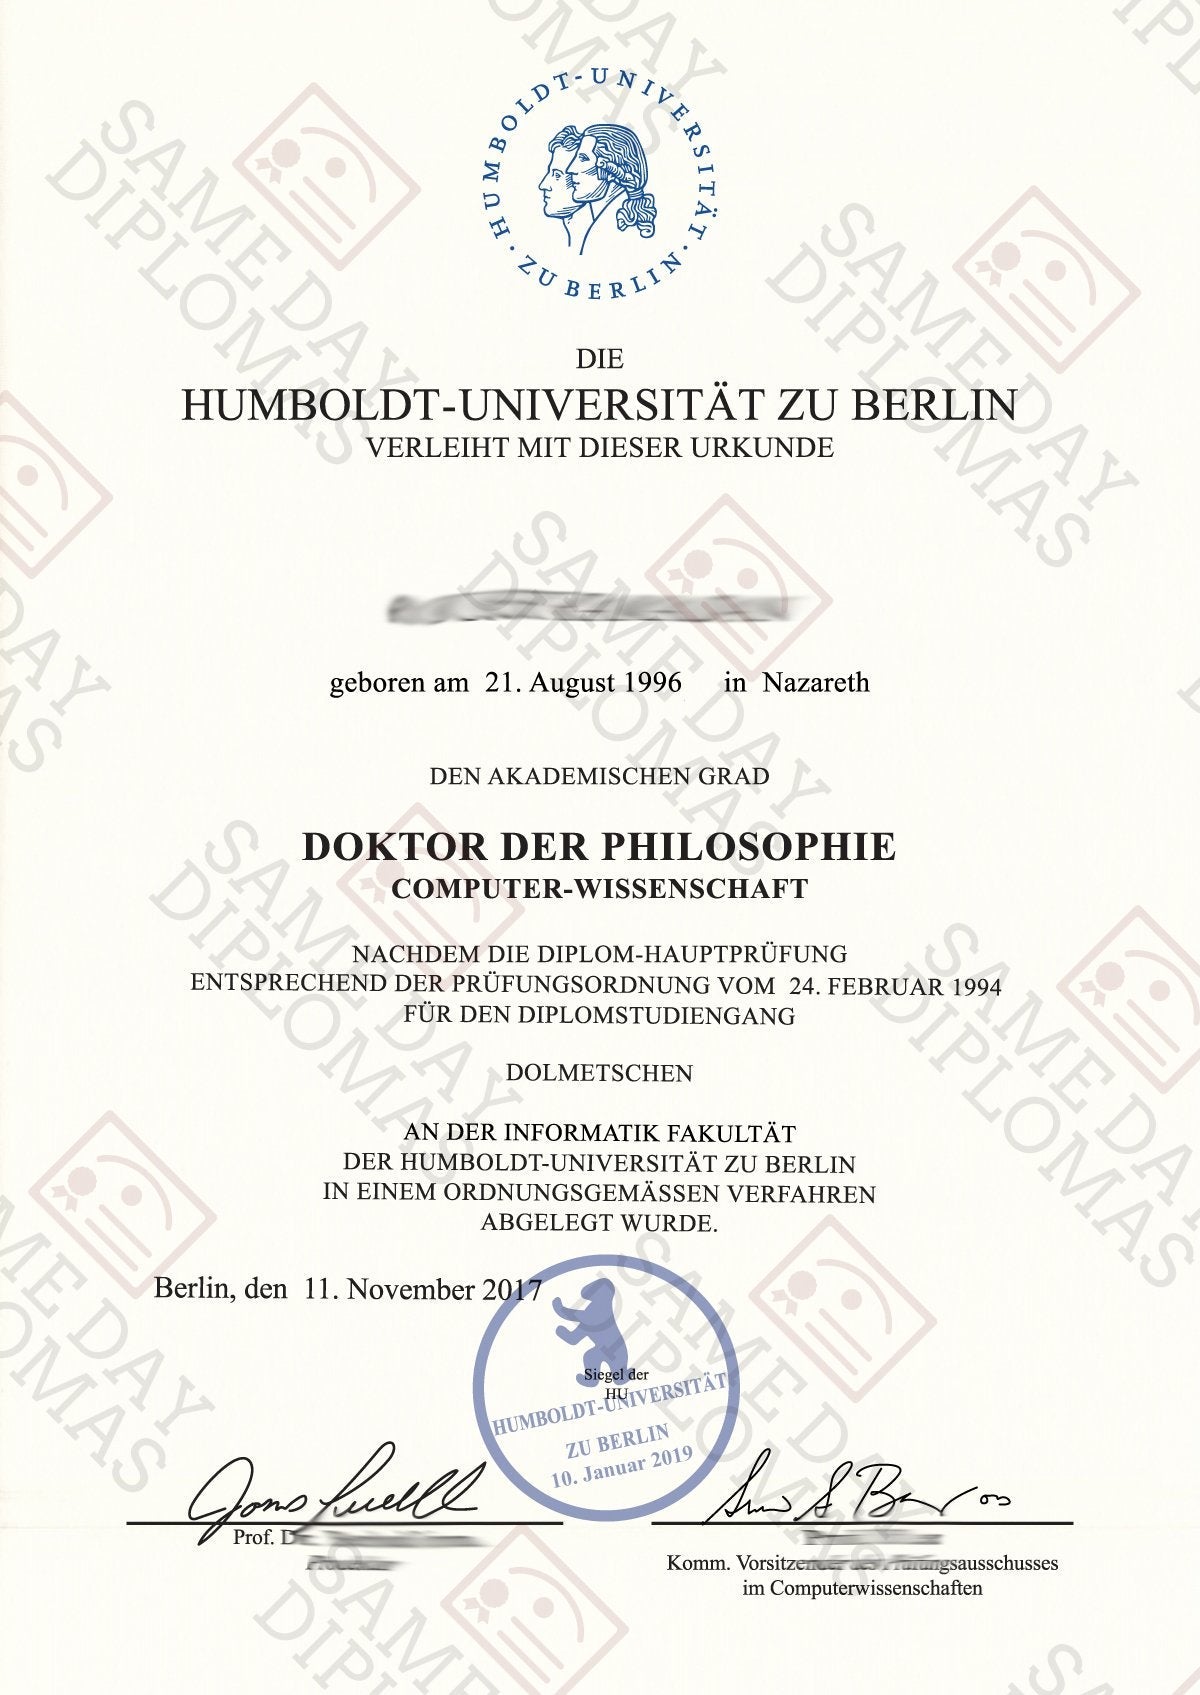 HUMBOLDT-UNIVERSITÄT
· ZU BERLIN ·
DIE
HUMBOLDT-UNIVERSITÄT ZU BERLIN
VERLEIHT MIT DIESER URKUNDE
geboren am 21. August 1996 in Nazareth
DEN AKADEMISCHEN GRAD
DOKTOR DER PHILOSOPHIE
COMPUTER-WISSENSCHAFT
NACHDEM DIE DIPLOM-HAUPTPRÜFUNG
ENTSPRECHEND DER PRÜFUNGSORDNUNG VOM 24. FEBRUAR 1994
FÜR DEN DIPLOMSTUDIENGANG
DOLMETSCHEN
AN DER INFORMATIK FAKULTÄT
DER HUMBOLDT-UNIVERSITÄT ZU BERLIN
IN EINEM ORDNUNGSGEMÄSSEN VERFAHREN
ABGELEGT WURDE.
Berlin, den 11. November 2017
Siegel der
HU
HUMBOLDT-UNIVERSITÄT
ZU BERLIN
10. Januar 2019
Prof.
Komm.
im Computerwissenschaften
SAME DAY
DIPLOMAS